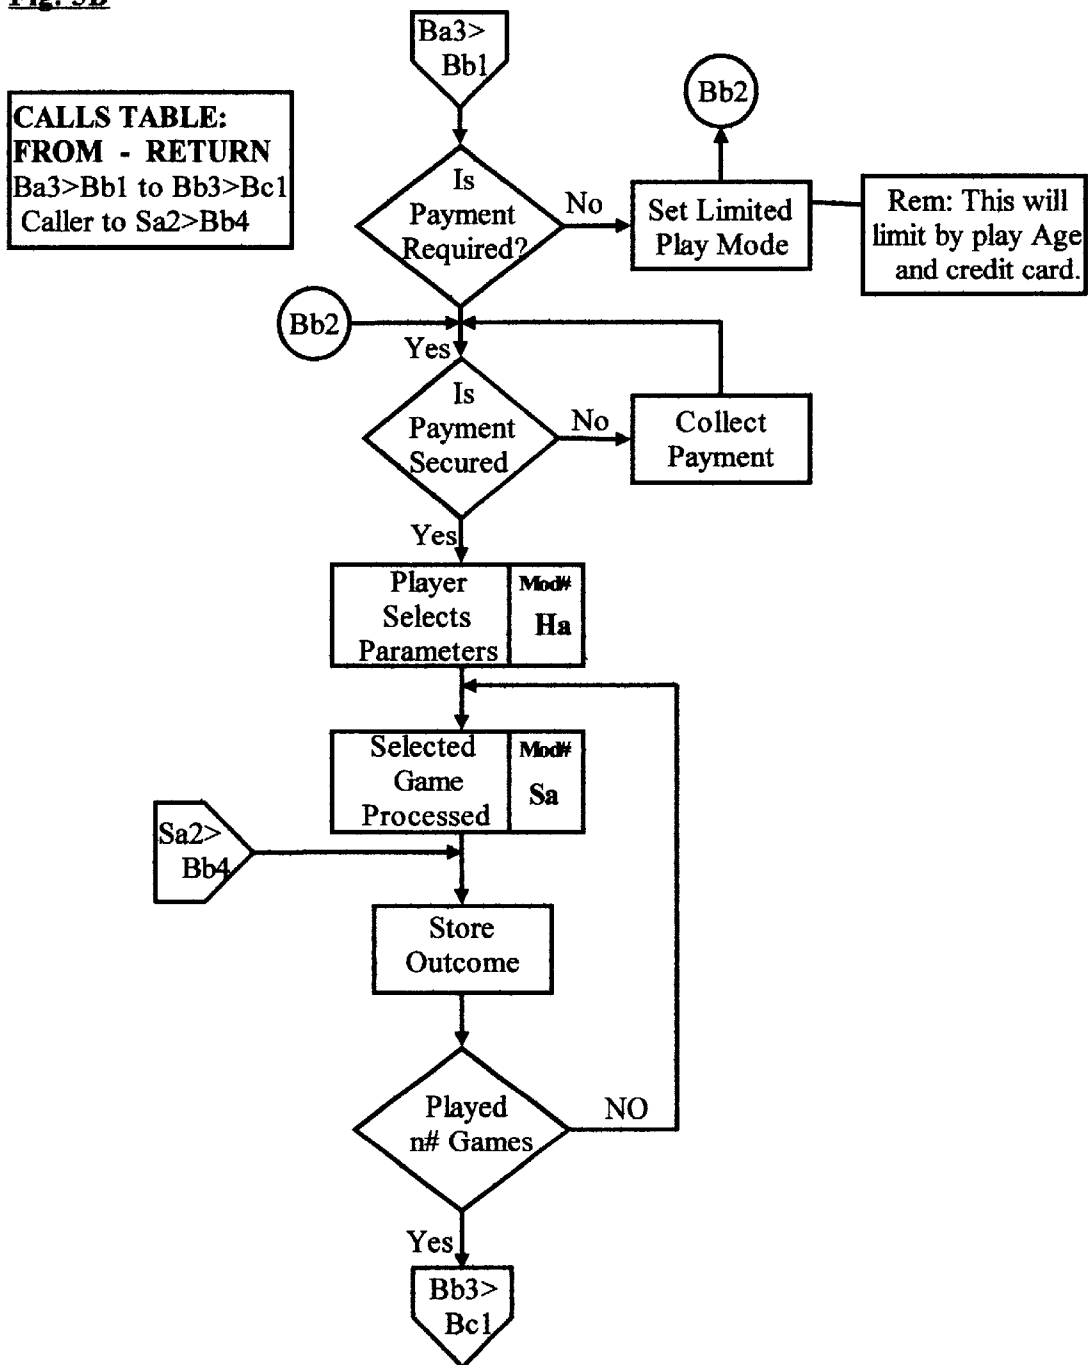 Fig. 3B
Ba3>
Bb1
Bb2
CALLS TABLE:
FROM - RETURN
Ba3>Bb1 to Bb3>Bc1
Caller to Sa2>Bb4
Is
Payment
Required?
No
Set Limited
Play Mode
Rem: This will
limit by play Age
and credit card.
Bb2
Yes
Is
Payment
Secured
No
Collect
Payment
Yes
Player
Selects
Parameters
Mod#
Ha
Selected
Game
Processed
Mod#
Sa
Sa2>
Bb4
Store
Outcome
Played
n# Games
NO
Yes
Bb3>
Bc1